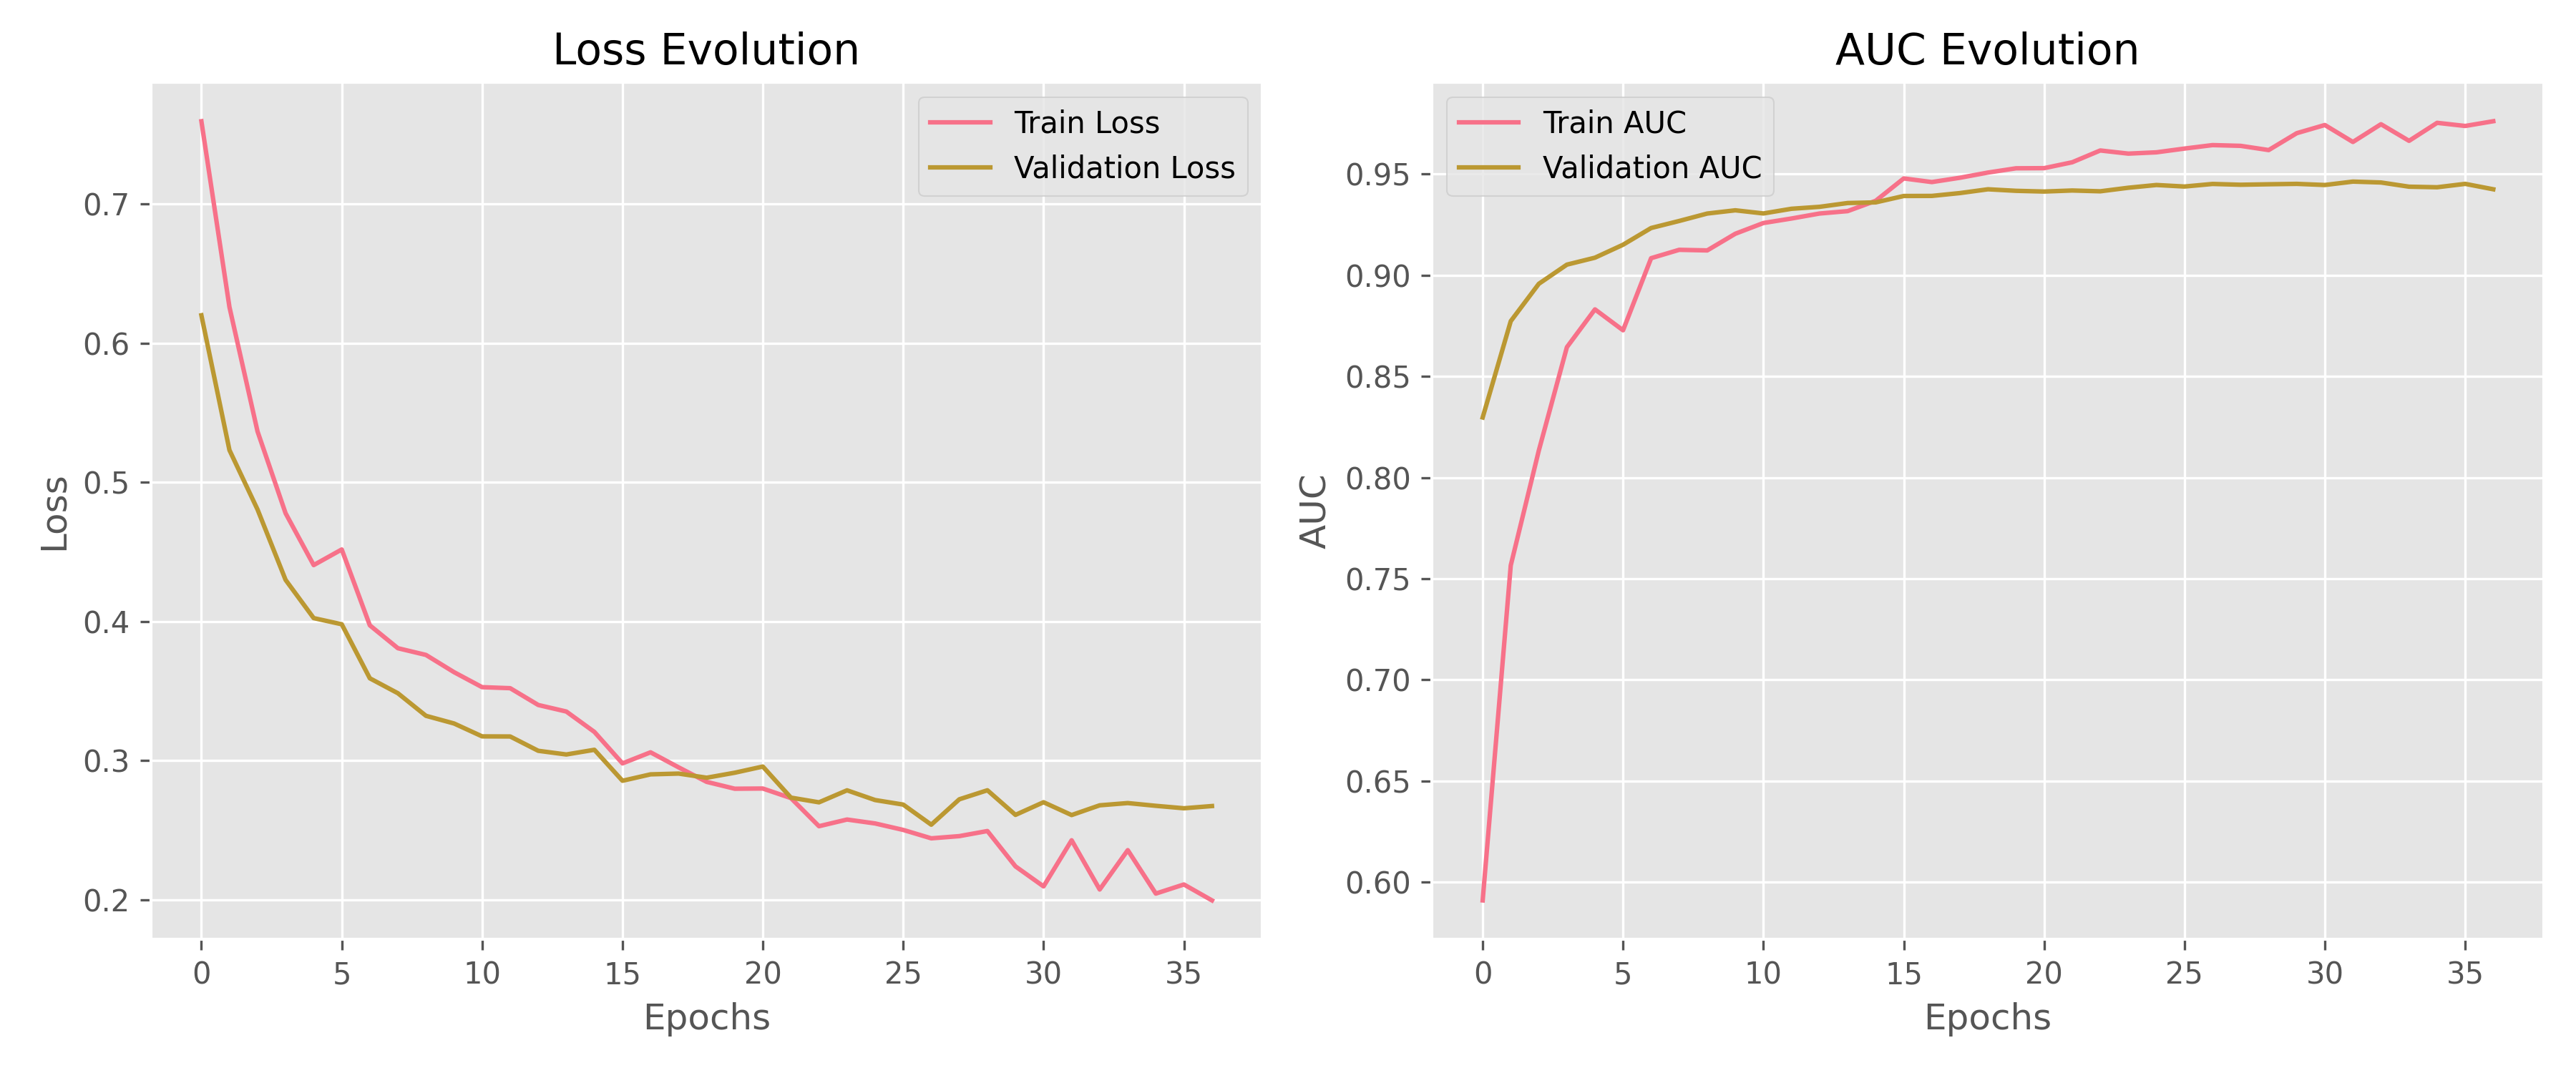 Loss Evolution
Train Loss
Validation Loss
0.7
0.6
0.5
0.4
0.3
0.2
Loss
0 5 10 15 20 25 30 35
Epochs
AUC Evolution
Train AUC
Validation AUC
0.95
0.90
0.85
0.80
0.75
0.70
0.65
0.60
AUC
0 5 10 15 20 25 30 35
Epochs